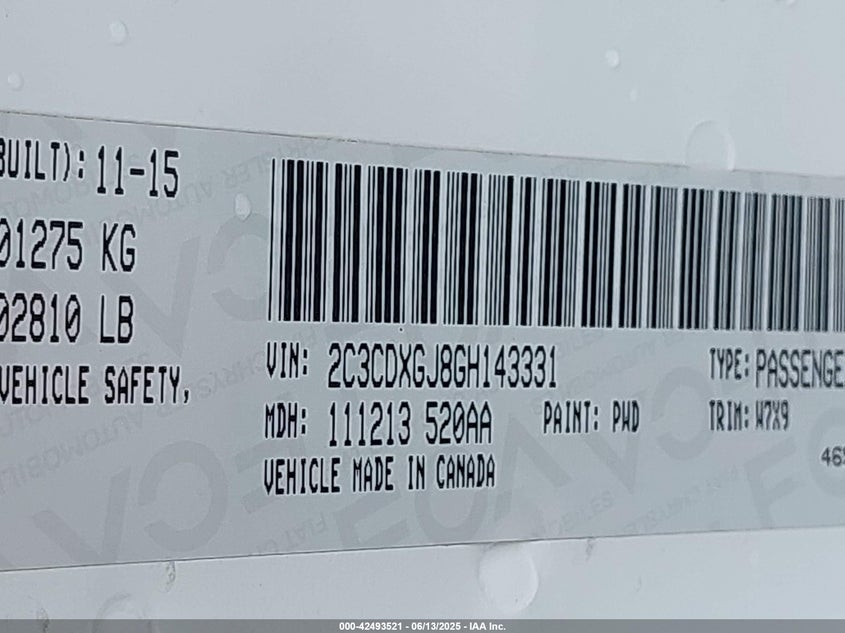 BUILT): 11-15
01275 KG
02810 LB
VEHICLE SAFETY,
VIN: 2C3CDXGJ8GH143331
TYPE: PASSENGE
MDH: 111213 520AA
PAINT: PWD
TRIM: W7X9
VEHICLE MADE IN CANADA
000-42493521 - 06/13/2025 - IAA Inc.